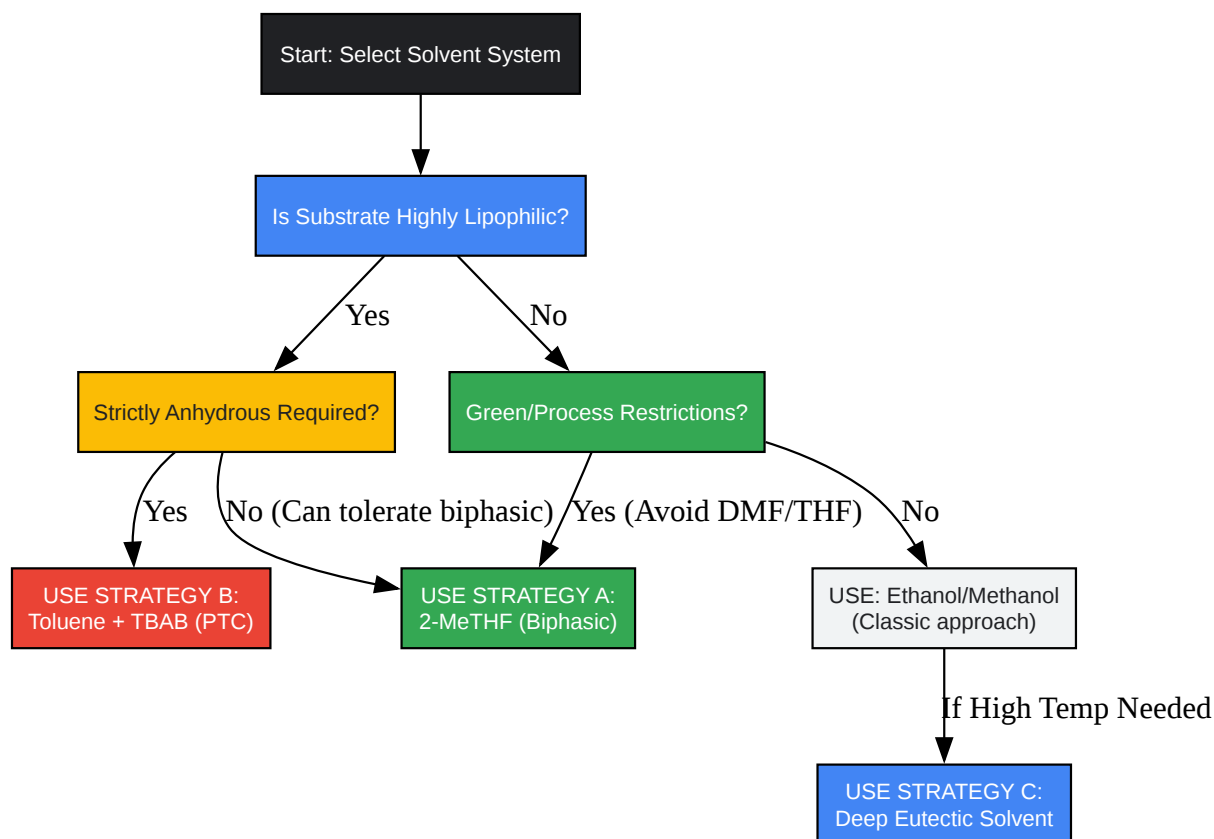 Start: Select Solvent System
Is Substrate Highly Lipophilic?
Yes
No
Strictly Anhydrous Required?
Green/Process Restrictions?
Yes
No (Can tolerate biphasic)
Yes (Avoid DMF/THF)
No
USE STRATEGY B:
Toluene + TBAB (PTC)
USE STRATEGY A:
2-MeTHF (Biphasic)
USE: Ethanol/Methanol
(Classic approach)
If High Temp Needed
USE STRATEGY C:
Deep Eutectic Solvent